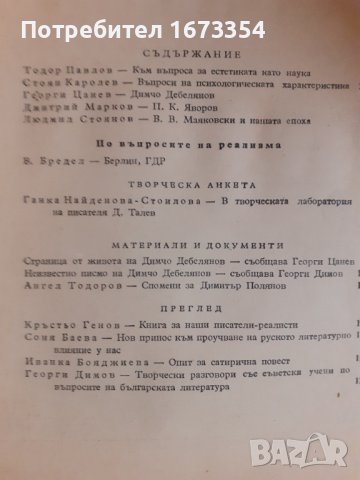 Потребител 1673354
СЪДЪРЖАНИЕ
Тодор Павлов — Към въпроса за естетиката като наука
Стоян Каролев — Въпроси на психологическата характеристика
Георги Цанев — Димчо Дебелянов
Дмитрий Марков — П. К. Яворов
Людмил Стоянов — В. В. Маяковски и нашата епоха
По въпросите на реализма
В. Бредел — Берлин, ГДР
ТВОРЧЕСКА АНКЕТА
Ганка Найденова-Стоилова — В творческата лаборатория
на писателя Д. Талев
МАТЕРИАЛИ И ДОКУМЕНТИ
Страница от живота на Димчо Дебелянов — съобщава Георги Цанев
Неизвестно писмо на Димчо Дебелянов — съобщава Георги Димов
Ангел Тодоров — Спомени за Димитър Полянов
ПРЕГЛЕД
Кръстьо Генов — Книга за наши писатели-реалисти
Соня Баева — Нов принос към проучване на руското литературно
влияние у нас
Иванка Бояджиева — Опит за сатирична повест
Георги Димов — Творчески разговори със съветски учени по
въпросите на българската литература
BAZAR